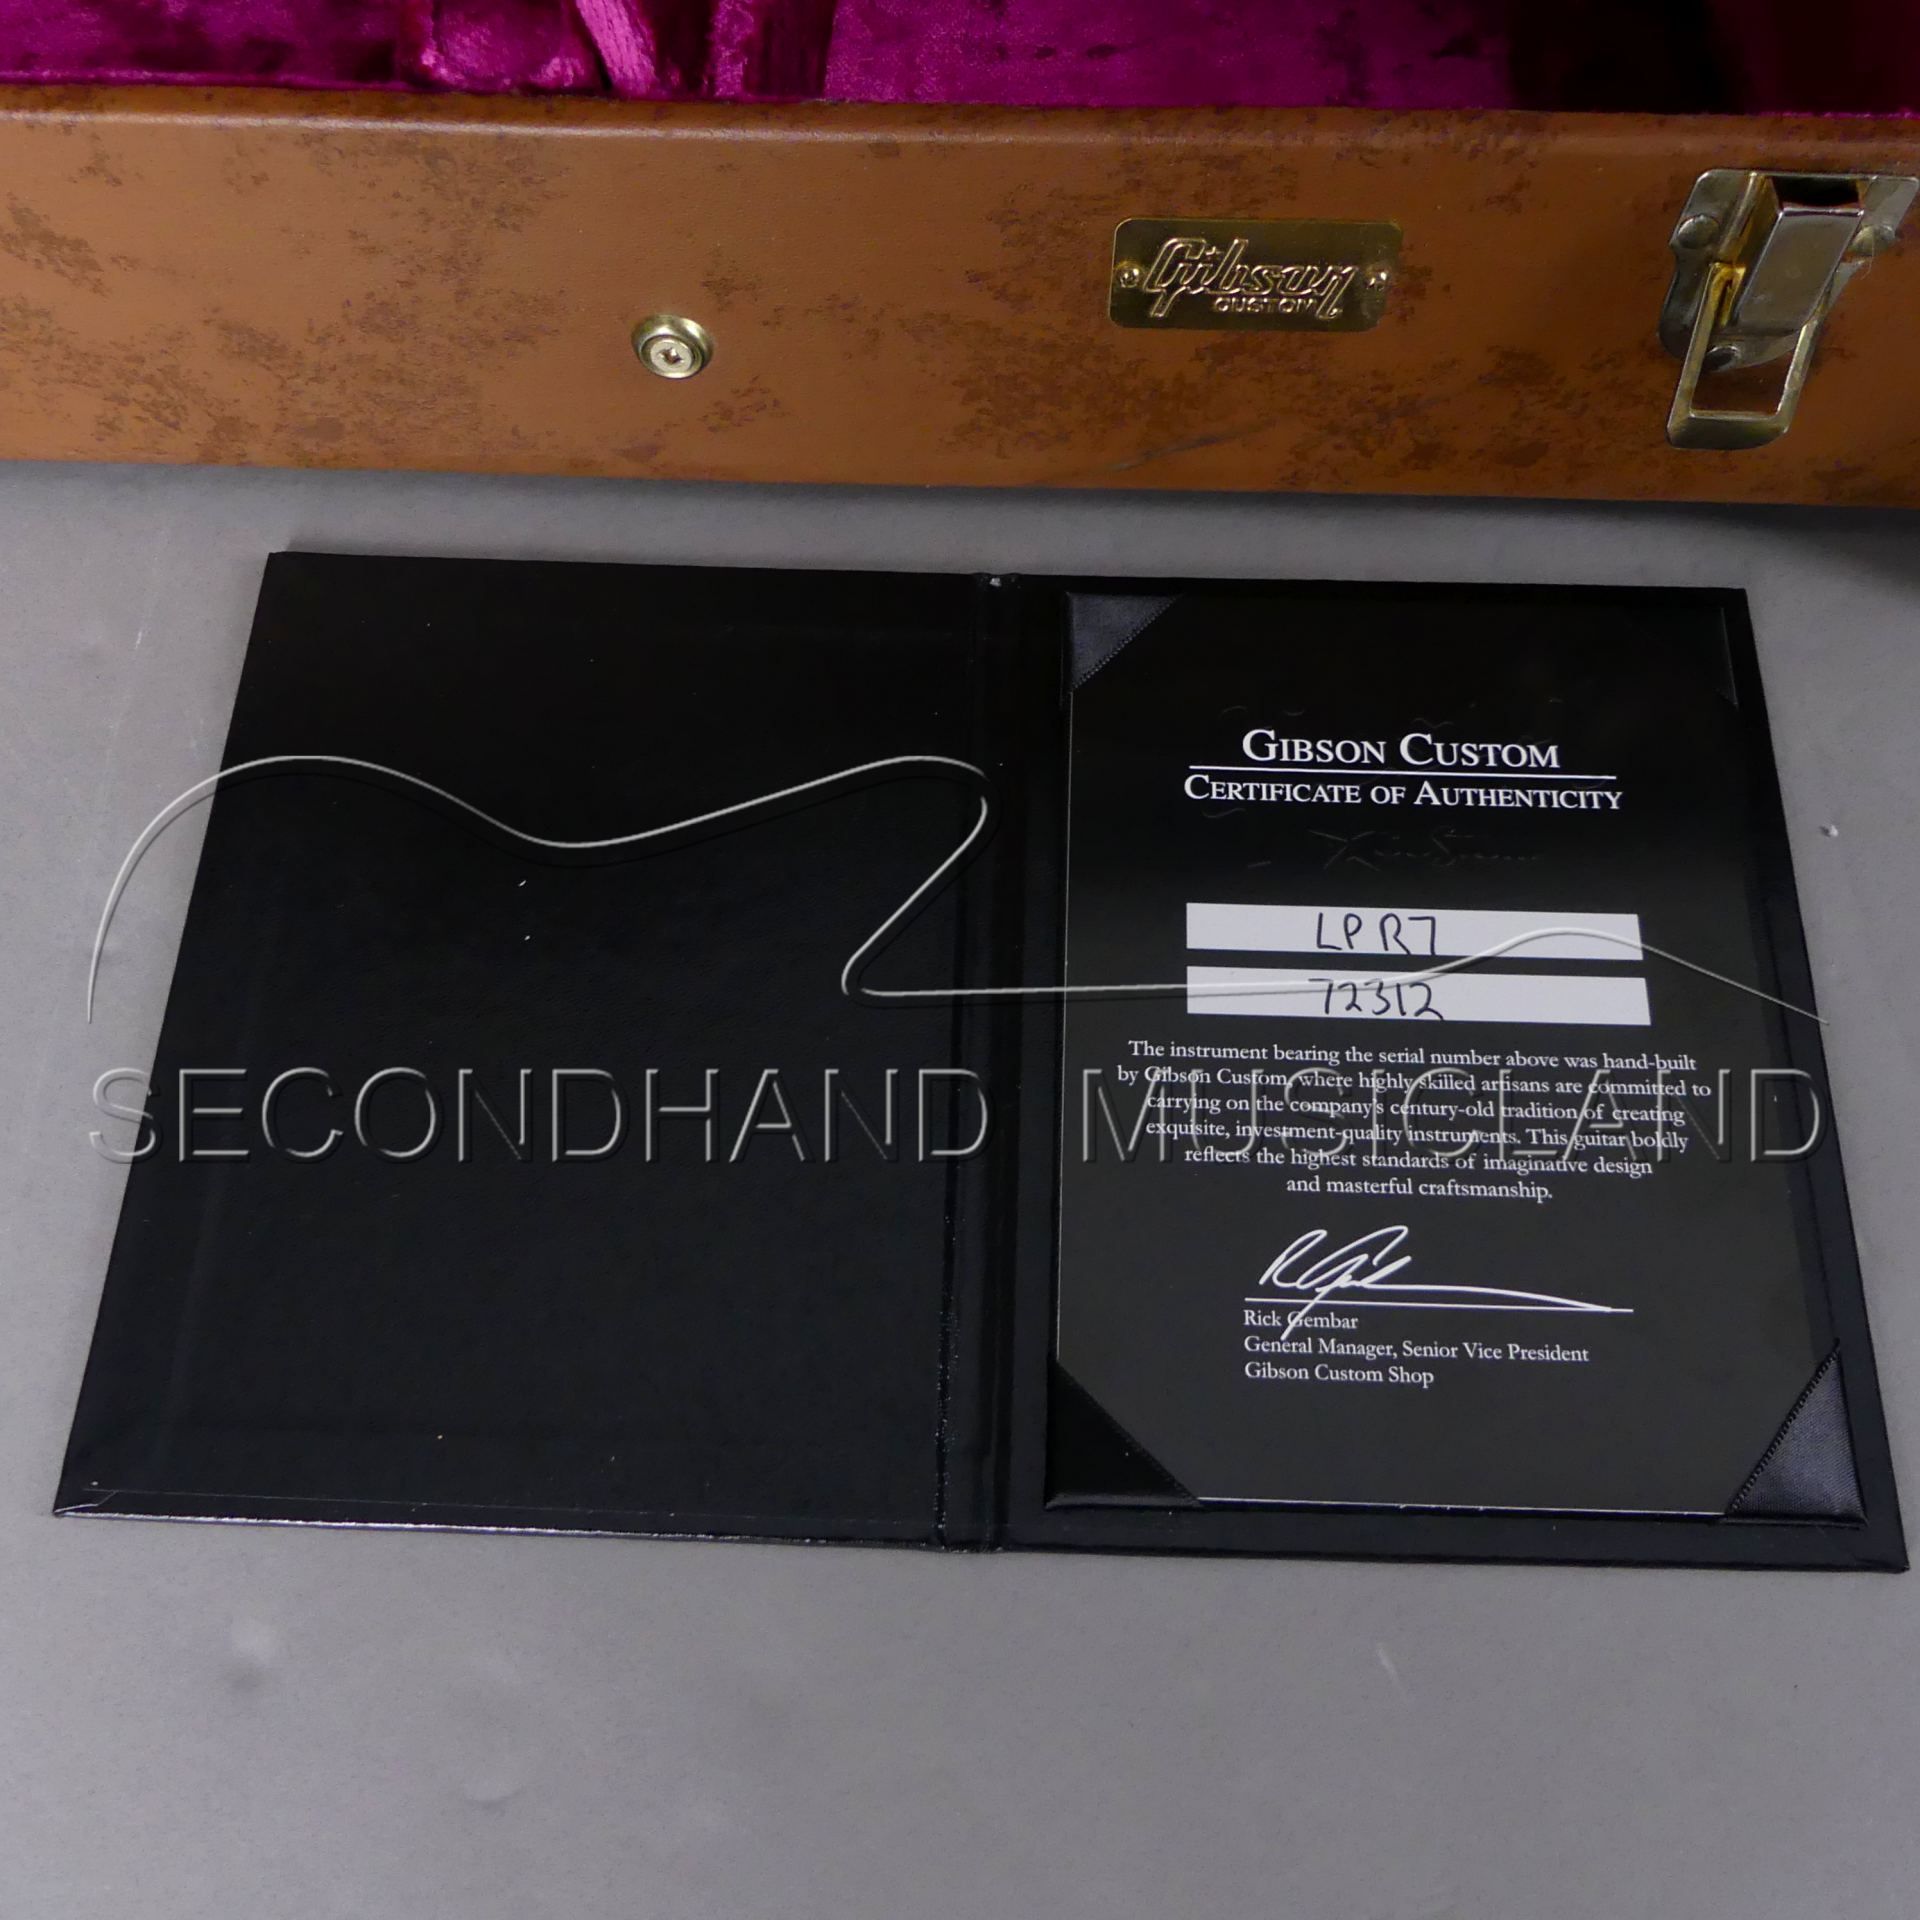 Gibson
CUSTOM
GIBSON CUSTOM
CERTIFICATE OF AUTHENTICITY
LPR7
72312
The instrument bearing the serial number above was hand-built
by Gibson Custom, where highly skilled artisans are committed to
carrying on the company's century-old tradition of creating
exquisite, investment-quality instruments. This guitar boldly
reflects the highest standards of imaginative design
and masterful craftsmanship.
Rick Gembar
General Manager, Senior Vice President
Gibson Custom Shop
SECONDHAND MUSICLAND